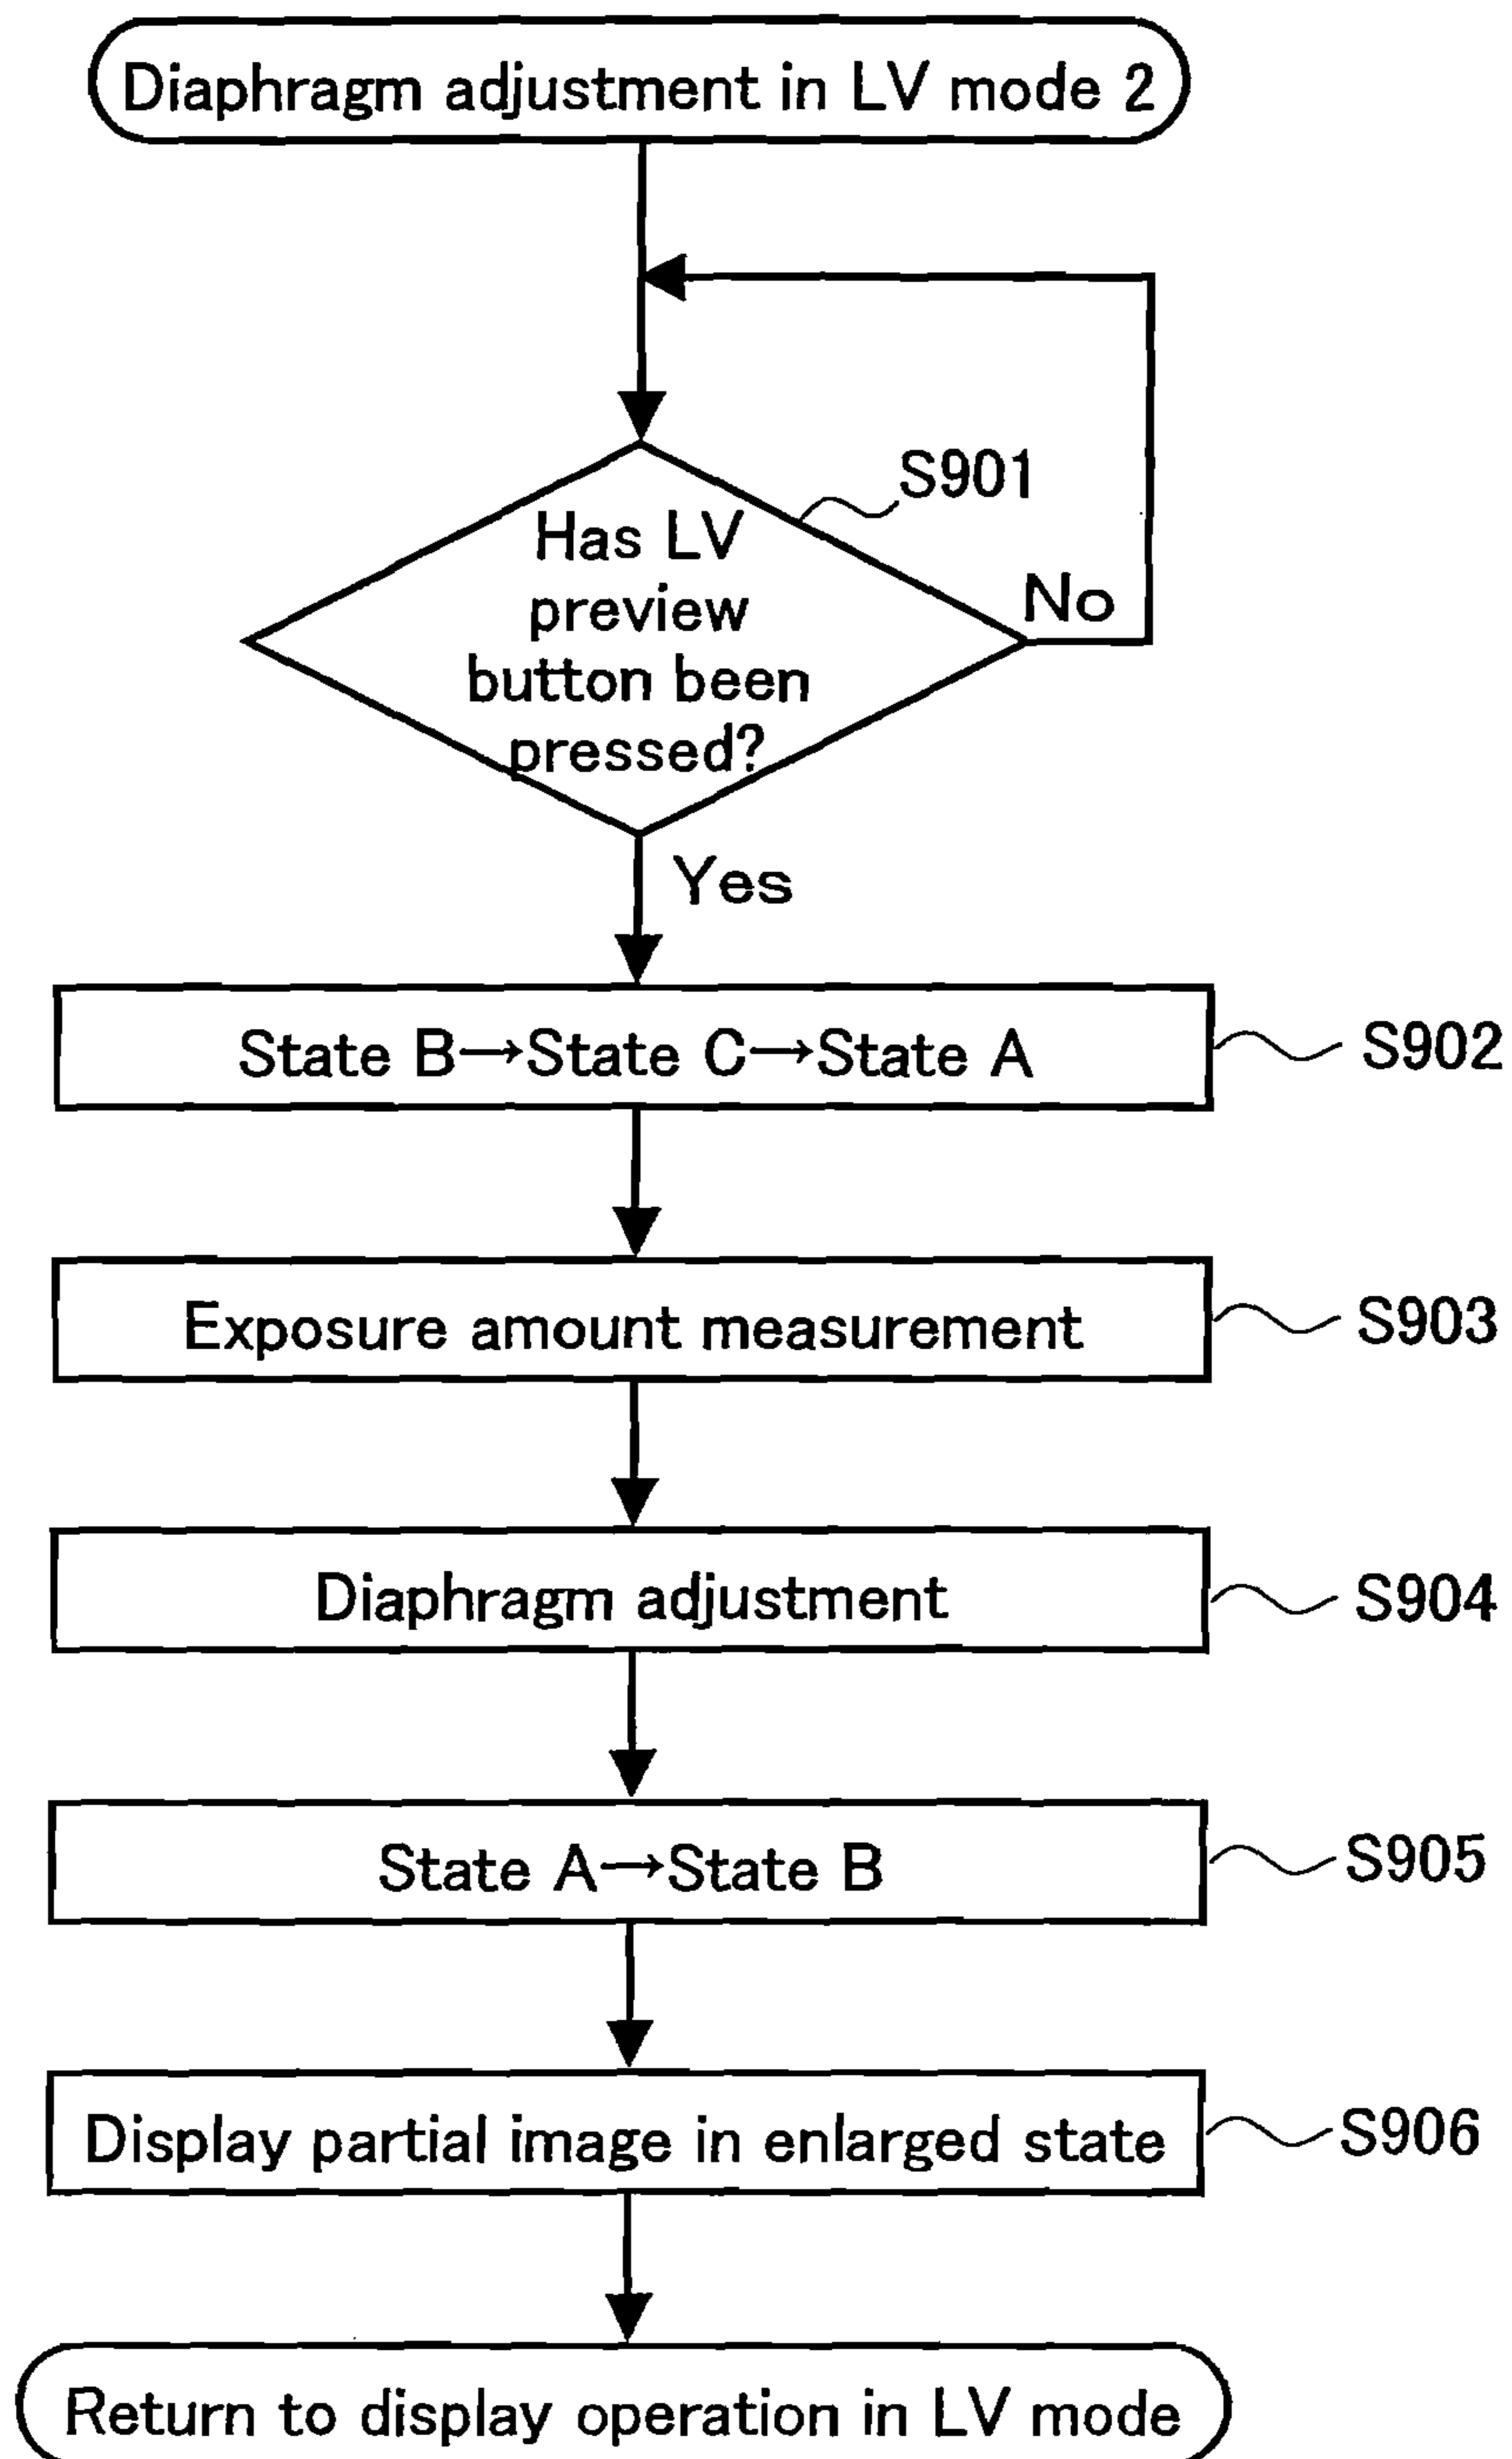 Diaphragm adjustment in LV mode 2
S901
Has LV
preview
button been
pressed?
No
Yes
State B→State C→State A
S902
Exposure amount measurement
S903
Diaphragm adjustment
S904
State A→State B
S905
Display partial image in enlarged state
S906
Return to display operation in LV mode